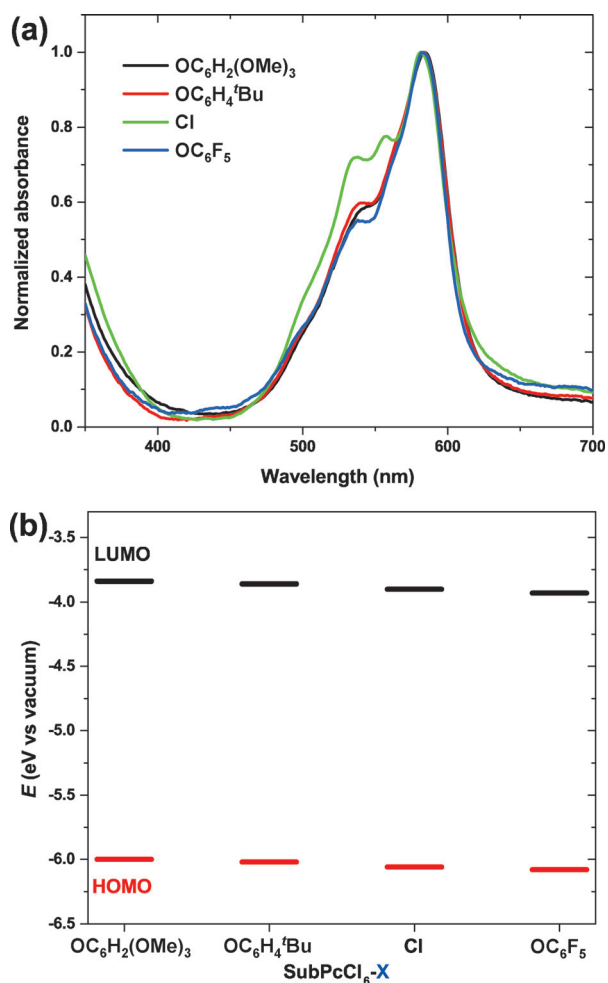 (a)
OC₆H₂(OMe)₃
OC₆H₄ᵗBu
Cl
OC₆F₅
1.0
0.8
0.6
0.4
0.2
0.0
Normalized absorbance
400 500 600 700
Wavelength (nm)
(b)
-3.5
-4.0
-4.5
-5.0
-5.5
-6.0
-6.5
E (eV vs vacuum)
LUMO
HOMO
OC₆H₂(OMe)₃ OC₆H₄ᵗBu Cl OC₆F₅
SubPcCl₆-X